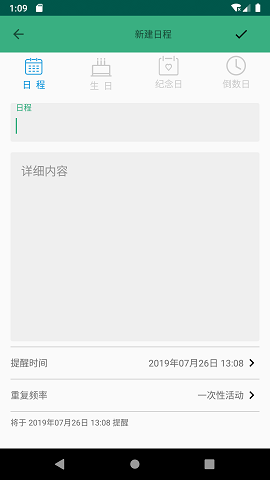 1:09
新建日程
日 程
生 日
纪念日
倒数日
日程
详细内容
提醒时间
2019年07月26日 13:08
重复频率
一次性活动
将于 2019年07月26日 13:08 提醒